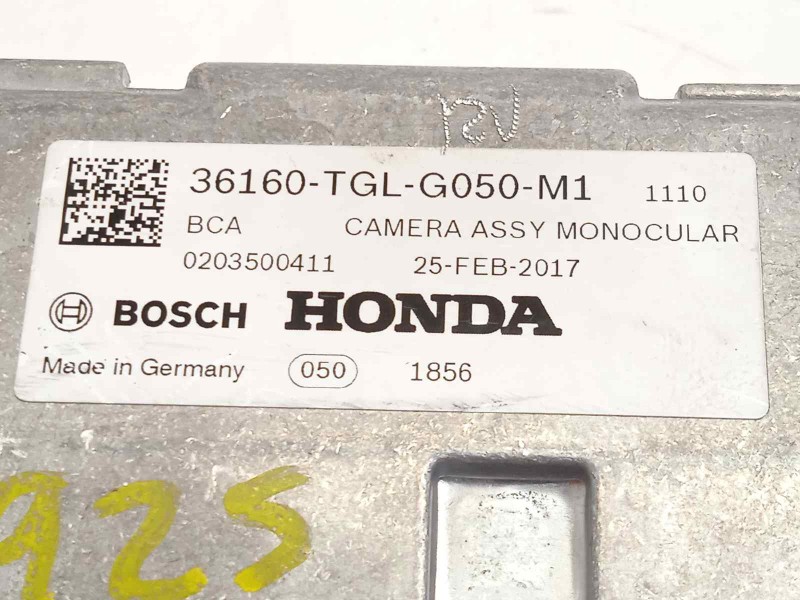 36160-TGL-G050-M1 1110
BCA CAMERA ASSY MONOCULAR
0203500411 25-FEB-2017
BOSCH HONDA
Made in Germany 050 1856
925